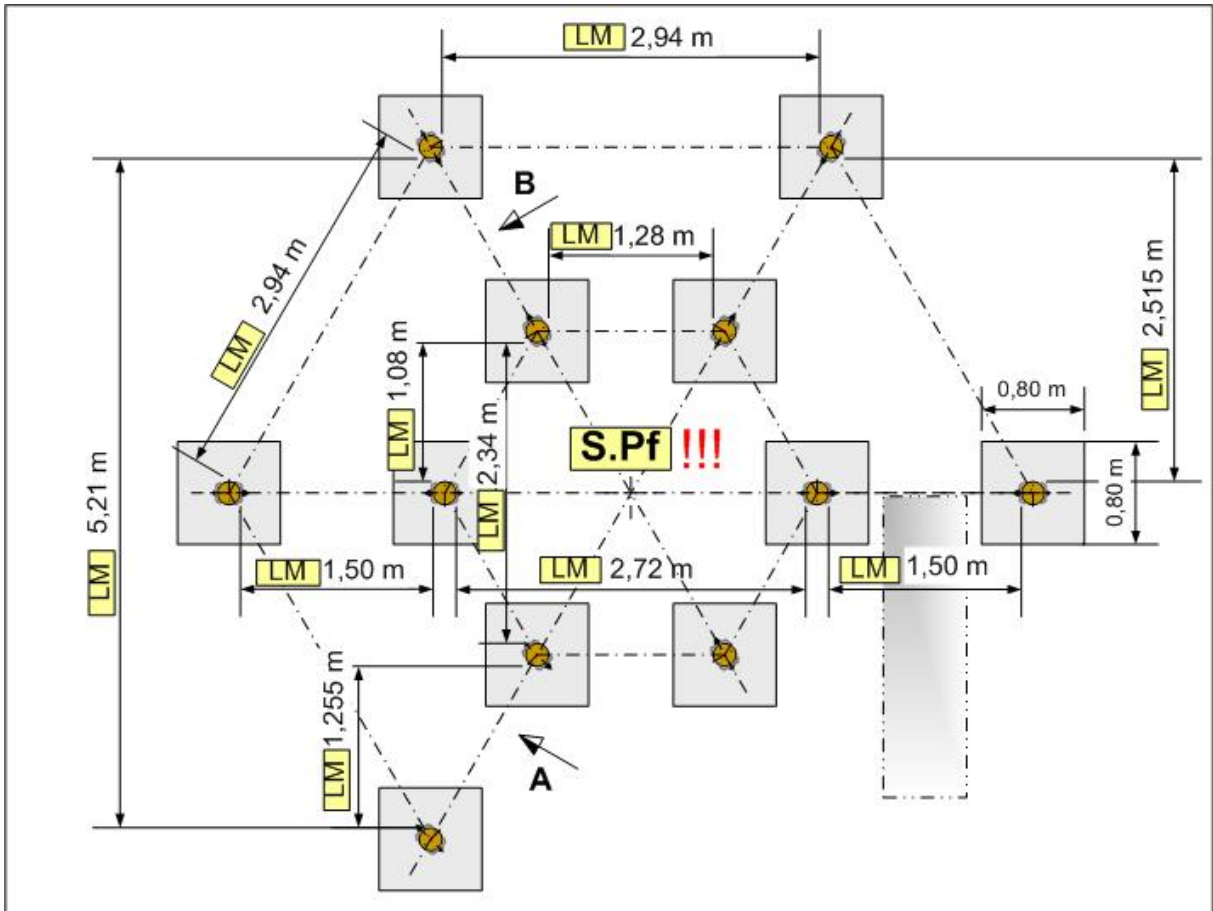 LM 2,94 m
B
LM 1,28 m
LM 2,94 m
LM 1,08 m
LM 2,34 m
LM 2,515 m
0,80 m
S.Pf !!!
LM 5,21 m
0,80 m
LM 1,50 m
LM 2,72 m
LM 1,50 m
LM 1,255 m
A